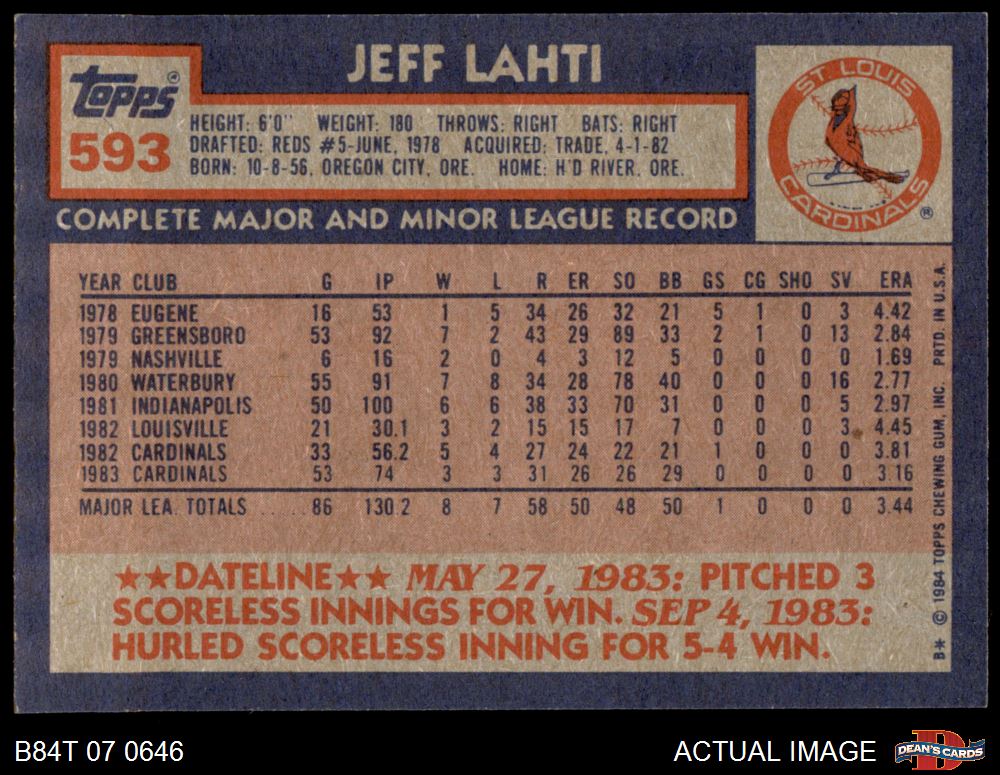 JEFF LAHTI
Topps®
593
HEIGHT: 6'0" WEIGHT: 180 THROWS: RIGHT BATS: RIGHT
DRAFTED: REDS #5-JUNE, 1978 ACQUIRED: TRADE, 4-1-82
BORN: 10-8-56, OREGON CITY, ORE. HOME: H'D RIVER, ORE.
ST. LOUIS
CARDINALS
®
COMPLETE MAJOR AND MINOR LEAGUE RECORD
YEAR CLUB G IP W L R ER SO BB GS CG SHO SV ERA
1978 EUGENE 16 53 1 5 34 26 32 21 5 1 0 3 4.42
1979 GREENSBORO 53 92 7 2 43 29 89 33 2 1 0 13 2.84
1979 NASHVILLE 6 16 2 0 4 3 12 5 0 0 0 0 1.69
1980 WATERBURY 55 91 7 8 34 28 78 40 0 0 0 16 2.77
1981 INDIANAPOLIS 50 100 6 6 38 33 70 31 0 0 0 5 2.97
1982 LOUISVILLE 21 30.1 3 2 15 15 17 7 0 0 0 3 4.45
1982 CARDINALS 33 56.2 5 4 27 24 22 21 1 0 0 0 3.81
1983 CARDINALS 53 74 3 3 31 26 26 29 0 0 0 0 3.16
MAJOR LEA. TOTALS ..... 86 130.2 8 7 58 50 48 50 1 0 0 0 3.44
★★DATELINE★★ MAY 27, 1983: PITCHED 3
SCORELESS INNINGS FOR WIN. SEP 4, 1983:
HURLED SCORELESS INNING FOR 5-4 WIN.
B* © 1984 TOPPS CHEWING GUM, INC. PRTD. IN U.S.A.
B84T 07 0646
ACTUAL IMAGE
DEAN'S CARDS